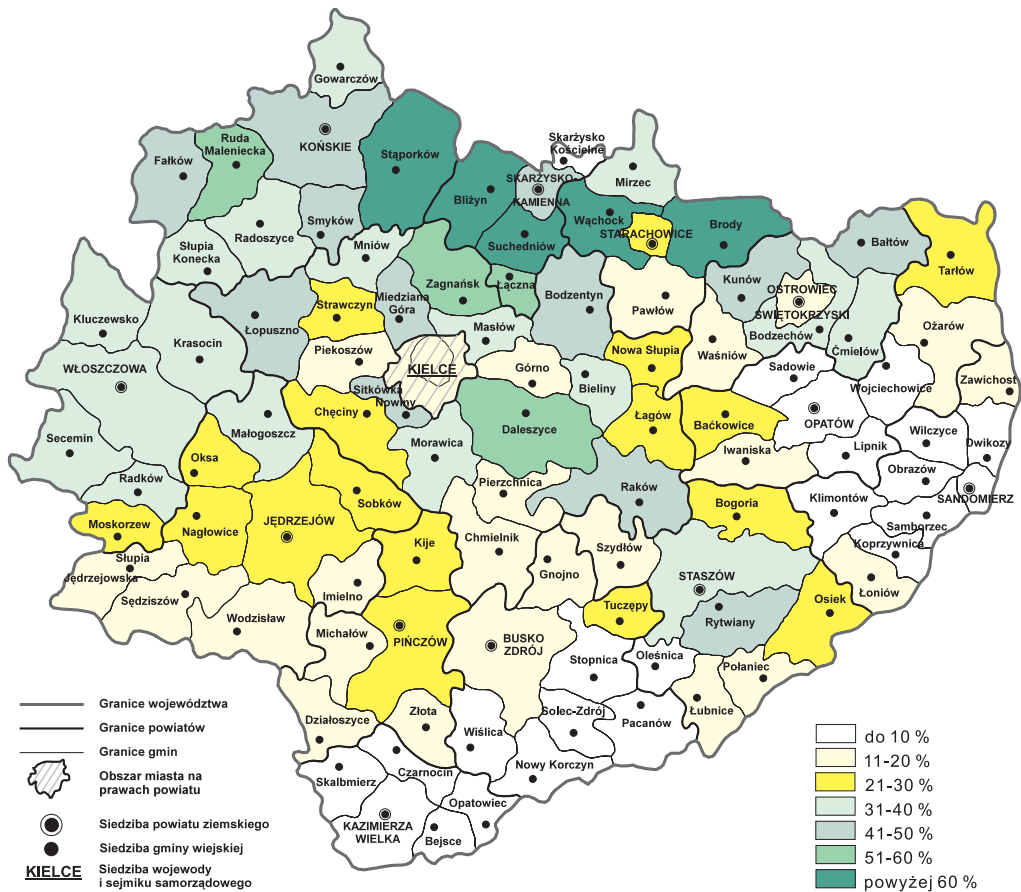 Gowarczów
KOŃSKIE
Ruda
Maleniecka
Fałków
Stąporków
Skarżysko
Kościelne
SKARŻYSKO-
KAMIENNA
Bliżyn
Mirzec
Smyków
Radoszyce
Suchedniów
Wąchock
STARACHOWICE
Brody
Bałtów
Tarłów
Słupia
Konecka
Mniów
Zagnańsk
Łączna
Bodzentyn
Kunów
OSTROWIEC
ŚWIĘTOKRZYSKI
Bodzechów
Ćmielów
Ożarów
Kluczewsko
Krasocin
Łopuszno
Strawczyn
Miedziana
Góra
Masłów
Pawłów
Waśniów
Piekoszów
KIELCE
Górno
Bieliny
Nowa Słupia
Sadowie
Wojciechowice
Zawichost
WŁOSZCZOWA
Sitkówka
Nowiny
Chęciny
Łagów
Baćkowice
OPATÓW
Secemin
Małogoszcz
Morawica
Daleszyce
Iwaniska
Lipnik
Wilczyce
Dwikozy
Oksa
Radków
Obrazów
SANDOMIERZ
Pierzchnica
Raków
Bogoria
Klimontów
Samborzec
Koprzywnica
Moskorzew
Nagłowice
JĘDRZEJÓW
Sobków
Kije
Chmielnik
Gnojno
Szydłów
STASZÓW
Łoniów
Słupia
Jędrzejowska
Sędziszów
Imielno
Tuczępy
Rytwiany
Osiek
Wodzisław
Michałów
PIŃCZÓW
BUSKO
ZDRÓJ
Stopnica
Oleśnica
Połaniec
Łubnice
Działoszyce
Złota
Wiślica
Solec-Zdrój
Pacanów
Nowy Korczyn
Skalbmierz
Czarnocin
Opatowiec
KAZIMIERZA
WIELKA
Bejsce
Granice województwa
Granice powiatów
Granice gmin
Obszar miasta na
prawach powiatu
Siedziba powiatu ziemskiego
Siedziba gminy wiejskiej
KIELCE
Siedziba wojewody
i sejmiku samorządowego
do 10 %
11-20 %
21-30 %
31-40 %
41-50 %
51-60 %
powyżej 60 %